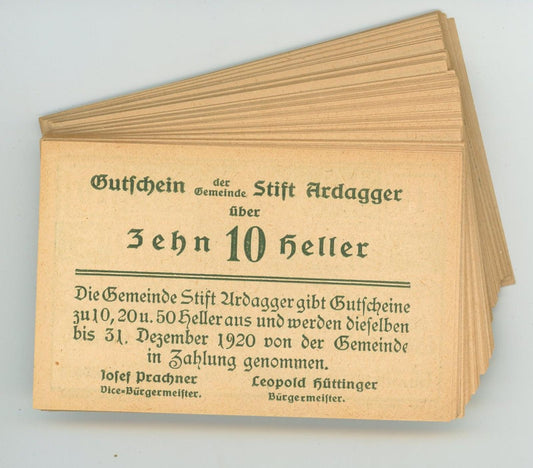 Gutschein der Gemeinde Stift Ardagger
über
Zehn 10 Heller
Die Gemeinde Stift Ardagger gibt Gutscheine
zu 10, 20 u. 50 Heller aus und werden dieselben
bis 31. Dezember 1920 von der Gemeinde
in Zahlung genommen.
Josef Prachner Leopold Hüttinger
Vice=Bürgermeister. Bürgermeister.